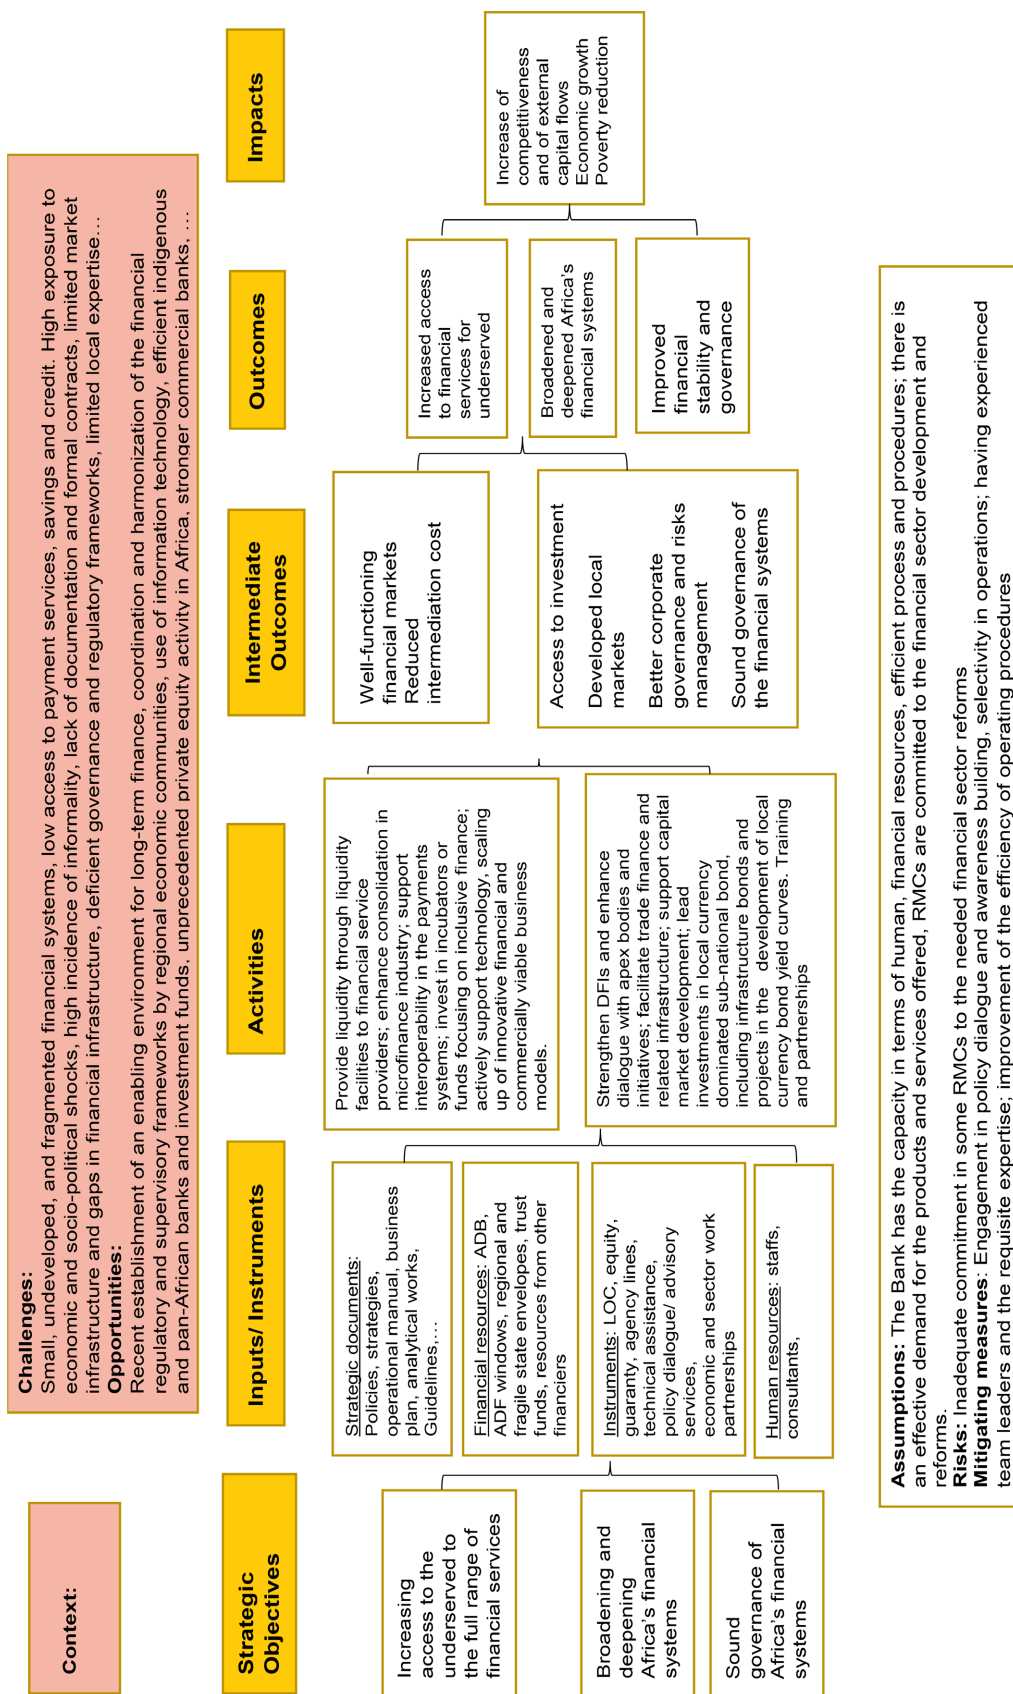 Context:
Challenges:
Small, undeveloped, and fragmented financial systems, low access to payment services, savings and credit. High exposure to
economic and socio-political shocks, high incidence of informality, lack of documentation and formal contracts, limited market
infrastructure and gaps in financial infrastructure, deficient governance and regulatory frameworks, limited local expertise…
Opportunities:
Recent establishment of an enabling environment for long-term finance, coordination and harmonization of the financial
regulatory and supervisory frameworks by regional economic communities, use of information technology, efficient indigenous
and pan-African banks and investment funds, unprecedented private equity activity in Africa. stronger commercial banks, …
Strategic
Objectives
Increasing
access to the
underserved to
the full range of
financial services
Broadening and
deepening
Africa's financial
systems
Sound
governance of
Africa's financial
systems
Inputs/ Instruments
Strategic documents:
Policies, strategies,
operational manual, business
plan, analytical works,
Guidelines,…
Financial resources: ADB,
ADF windows, regional and
fragile state envelopes, trust
funds, resources from other
financiers
Instruments: LOC, equity,
guaranty, agency lines,
technical assistance,
policy dialogue/ advisory
services,
economic and sector work
partnerships
Human resources: staffs,
consultants,
Activities
Provide liquidity through liquidity
facilities to financial service
providers; enhance consolidation in
microfinance industry; support
interoperability in the payments
systems; invest in incubators or
funds focusing on inclusive finance;
actively support technology, scaling
up of innovative financial and
commercially viable business
models.
Strengthen DFIs and enhance
dialogue with apex bodies and
initiatives; facilitate trade finance and
related infrastructure; support capital
market development; lead
investments in local currency
dominated sub-national bond,
including infrastructure bonds and
projects in the development of local
currency bond yield curves. Training
and partnerships
Intermediate
Outcomes
Well-functioning
financial markets
Reduced
intermediation cost
Access to investment
Developed local
markets
Better corporate
governance and risks
management
Sound governance of
the financial systems
Outcomes
Increased access
to financial
services for
underserved
Broadened and
deepened Africa's
financial systems
Improved
financial
stability and
governance
Impacts
Increase of
competitiveness
and of external
capital flows
Economic growth
Poverty reduction
Assumptions: The Bank has the capacity in terms of human, financial resources, efficient process and procedures; there is
an effective demand for the products and services offered, RMCs are committed to the financial sector development and
reforms.
Risks: Inadequate commitment in some RMCs to the needed financial sector reforms
Mitigating measures: Engagement in policy dialogue and awareness building, selectivity in operations; having experienced
team leaders and the requisite expertise; improvement of the efficiency of operating procedures